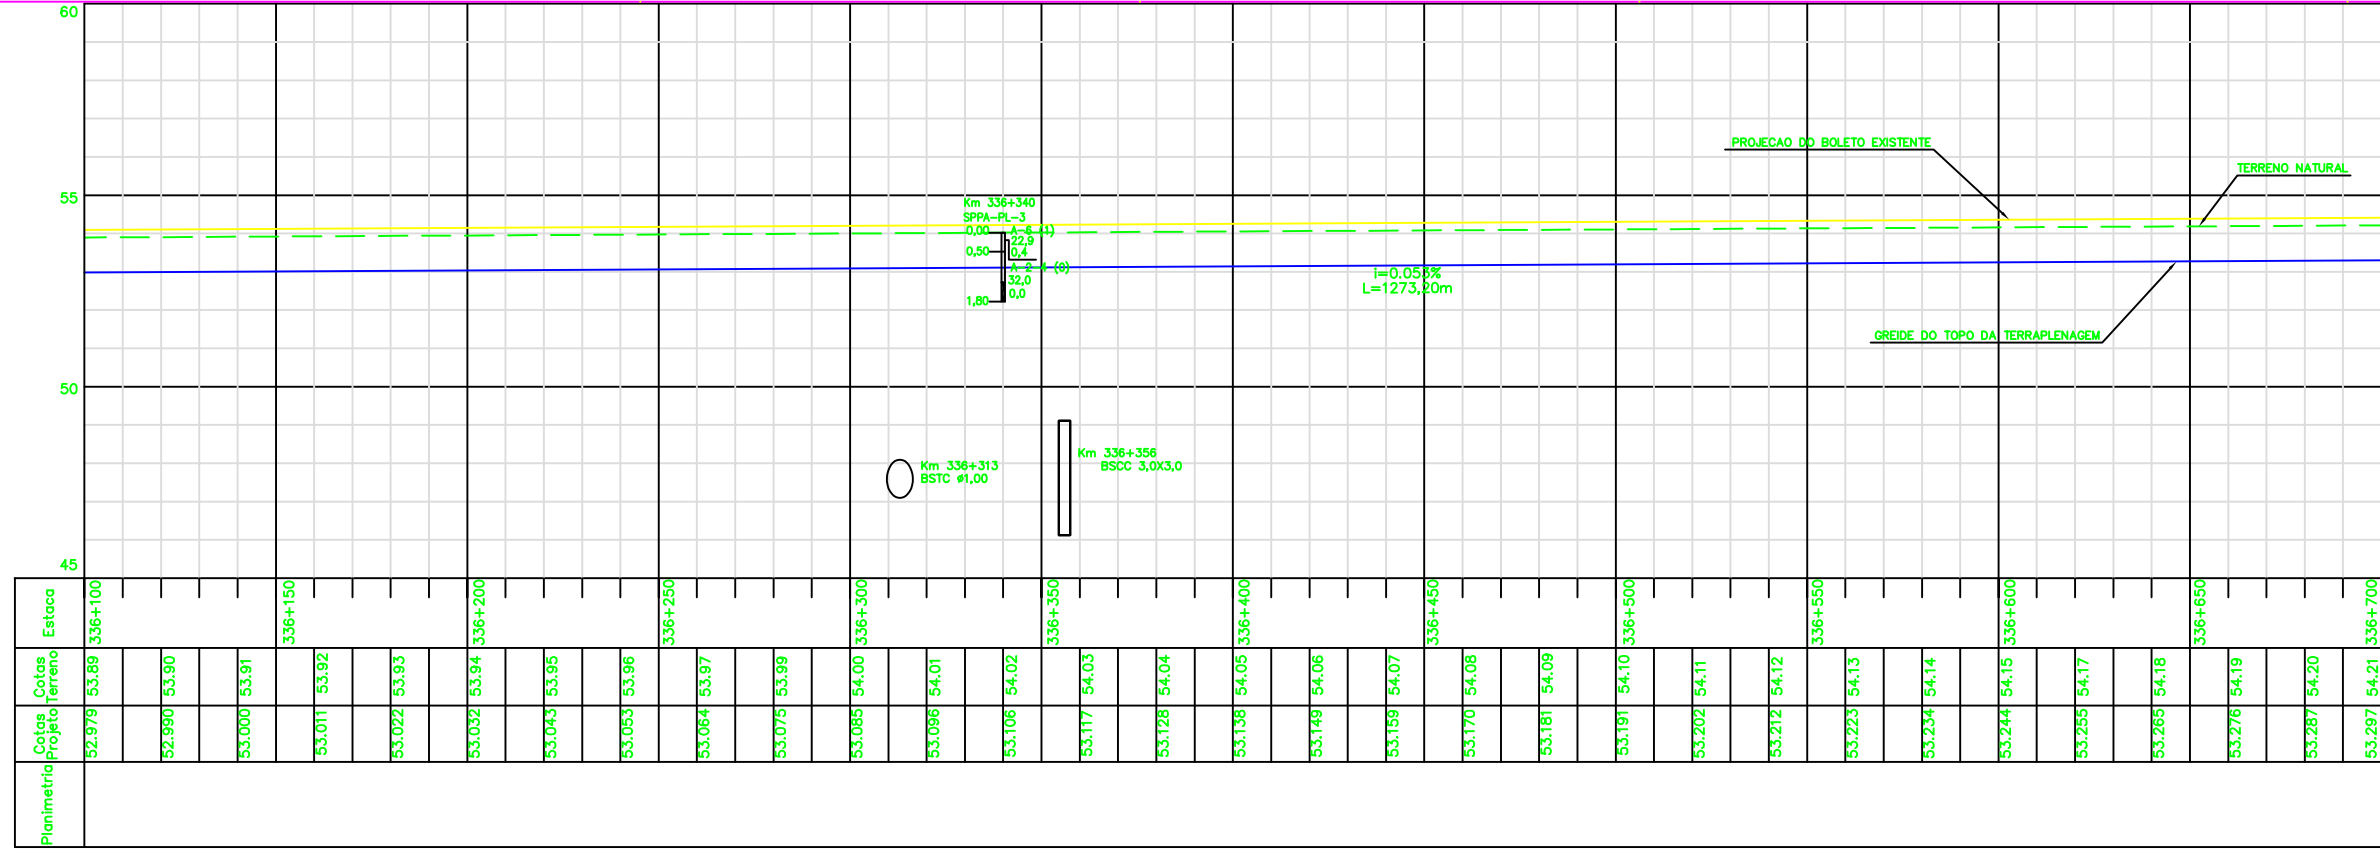 60
55
50
45
PROJECAO DO BOLETO EXISTENTE
TERRENO NATURAL
Km 336+340
SPPA-PL-3
0,00 A-6 (1)
22,9
0,50 0,4
A-2-4 (0)
32,0
1,80 0,0
i=0.053%
L=1273,20m
GREIDE DO TOPO DA TERRAPLENAGEM
Km 336+313
BSTC ø1,00
Km 336+356
BSCC 3,0X3,0
Estaca 336+100 336+150 336+200 336+250 336+300 336+350 336+400 336+450 336+500 336+550 336+600 336+650 336+700
Cotas
Terreno 53.89 53.90 53.91 53.92 53.93 53.94 53.95 53.96 53.97 53.99 54.00 54.01 54.02 54.03 54.04 54.05 54.06 54.07 54.08 54.09 54.10 54.11 54.12 54.13 54.14 54.15 54.17 54.18 54.19 54.20 54.21
Cotas
Projeto 52.979 52.990 53.000 53.011 53.022 53.032 53.043 53.053 53.064 53.075 53.085 53.096 53.106 53.117 53.128 53.138 53.149 53.159 53.170 53.181 53.191 53.202 53.212 53.223 53.234 53.244 53.255 53.265 53.276 53.287 53.297
Planimetria